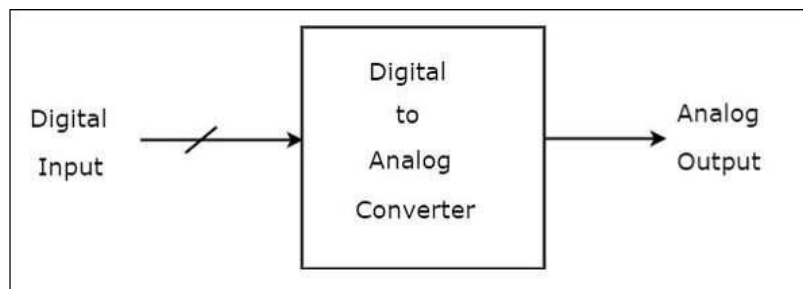 Digital
Input
Digital
to
Analog
Converter
Analog
Output